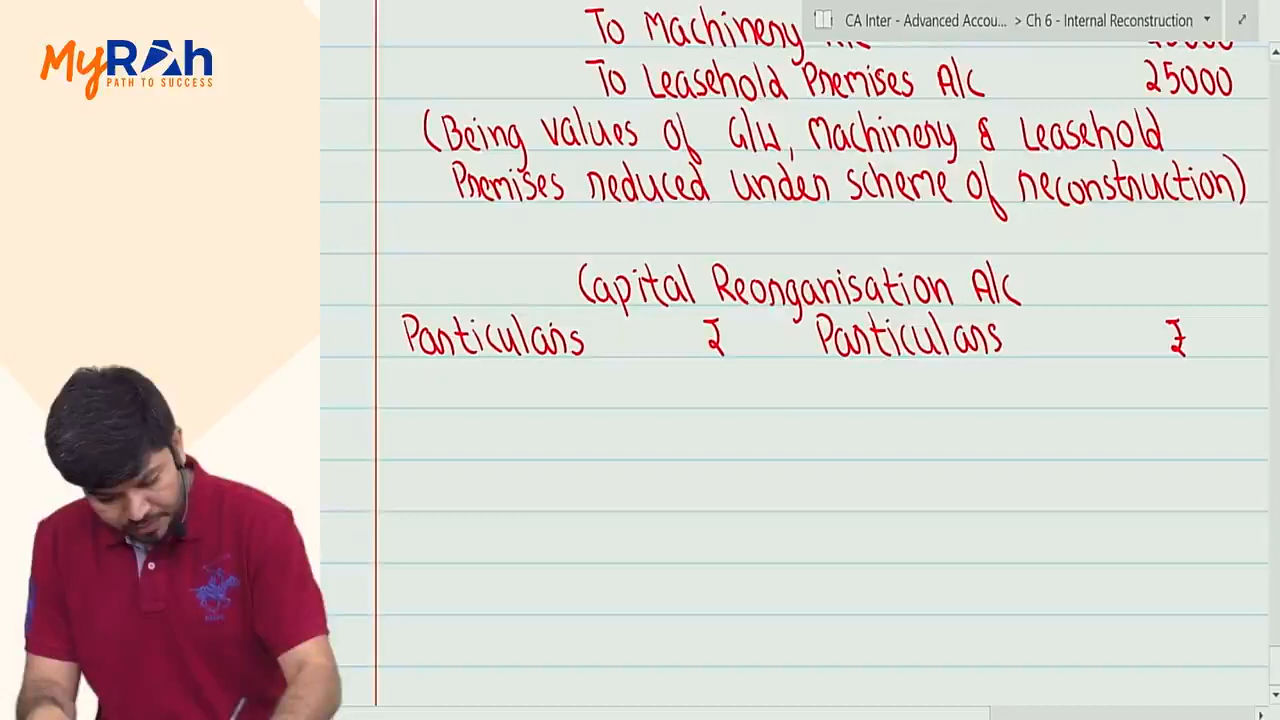 MyRAh
PATH TO SUCCESS
CA Inter - Advanced Accou... > Ch 6 - Internal Reconstruction
To Machinery
To Leasehold Premises A/c 25000
(Being values of G/W, Machinery & Leasehold
Premises reduced under scheme of reconstruction)
Capital Reorganisation A/c
Particulars ₹ Particulars ₹